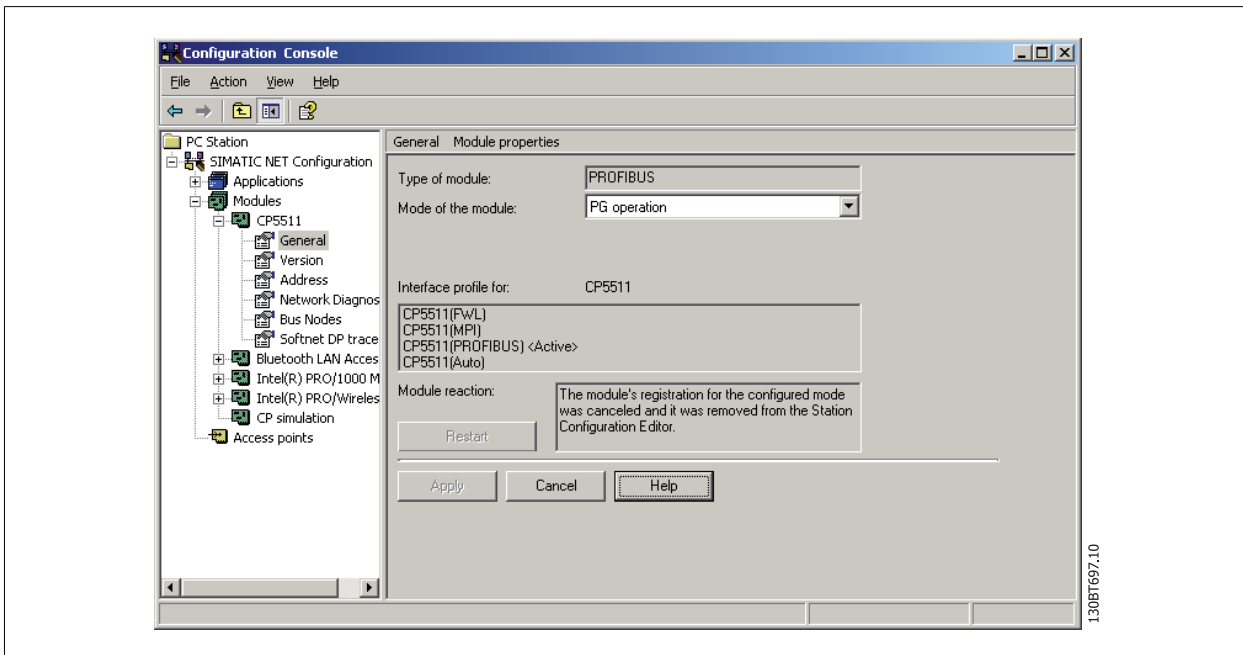 Configuration Console
File Action View Help
PC Station
SIMATIC NET Configuration
Applications
Modules
CP5511
General
Version
Address
Network Diagnos
Bus Nodes
Softnet DP trace
Bluetooth LAN Acces
Intel(R) PRO/1000 M
Intel(R) PRO/Wireles
CP simulation
Access points
General Module properties
Type of module: PROFIBUS
Mode of the module: PG operation
Interface profile for: CP5511
CP5511(FWL)
CP5511(MPI)
CP5511(PROFIBUS) <Active>
CP5511(Auto)
Module reaction:
The module's registration for the configured mode
was canceled and it was removed from the Station
Configuration Editor.
Restart
Apply Cancel Help
130BT697.10